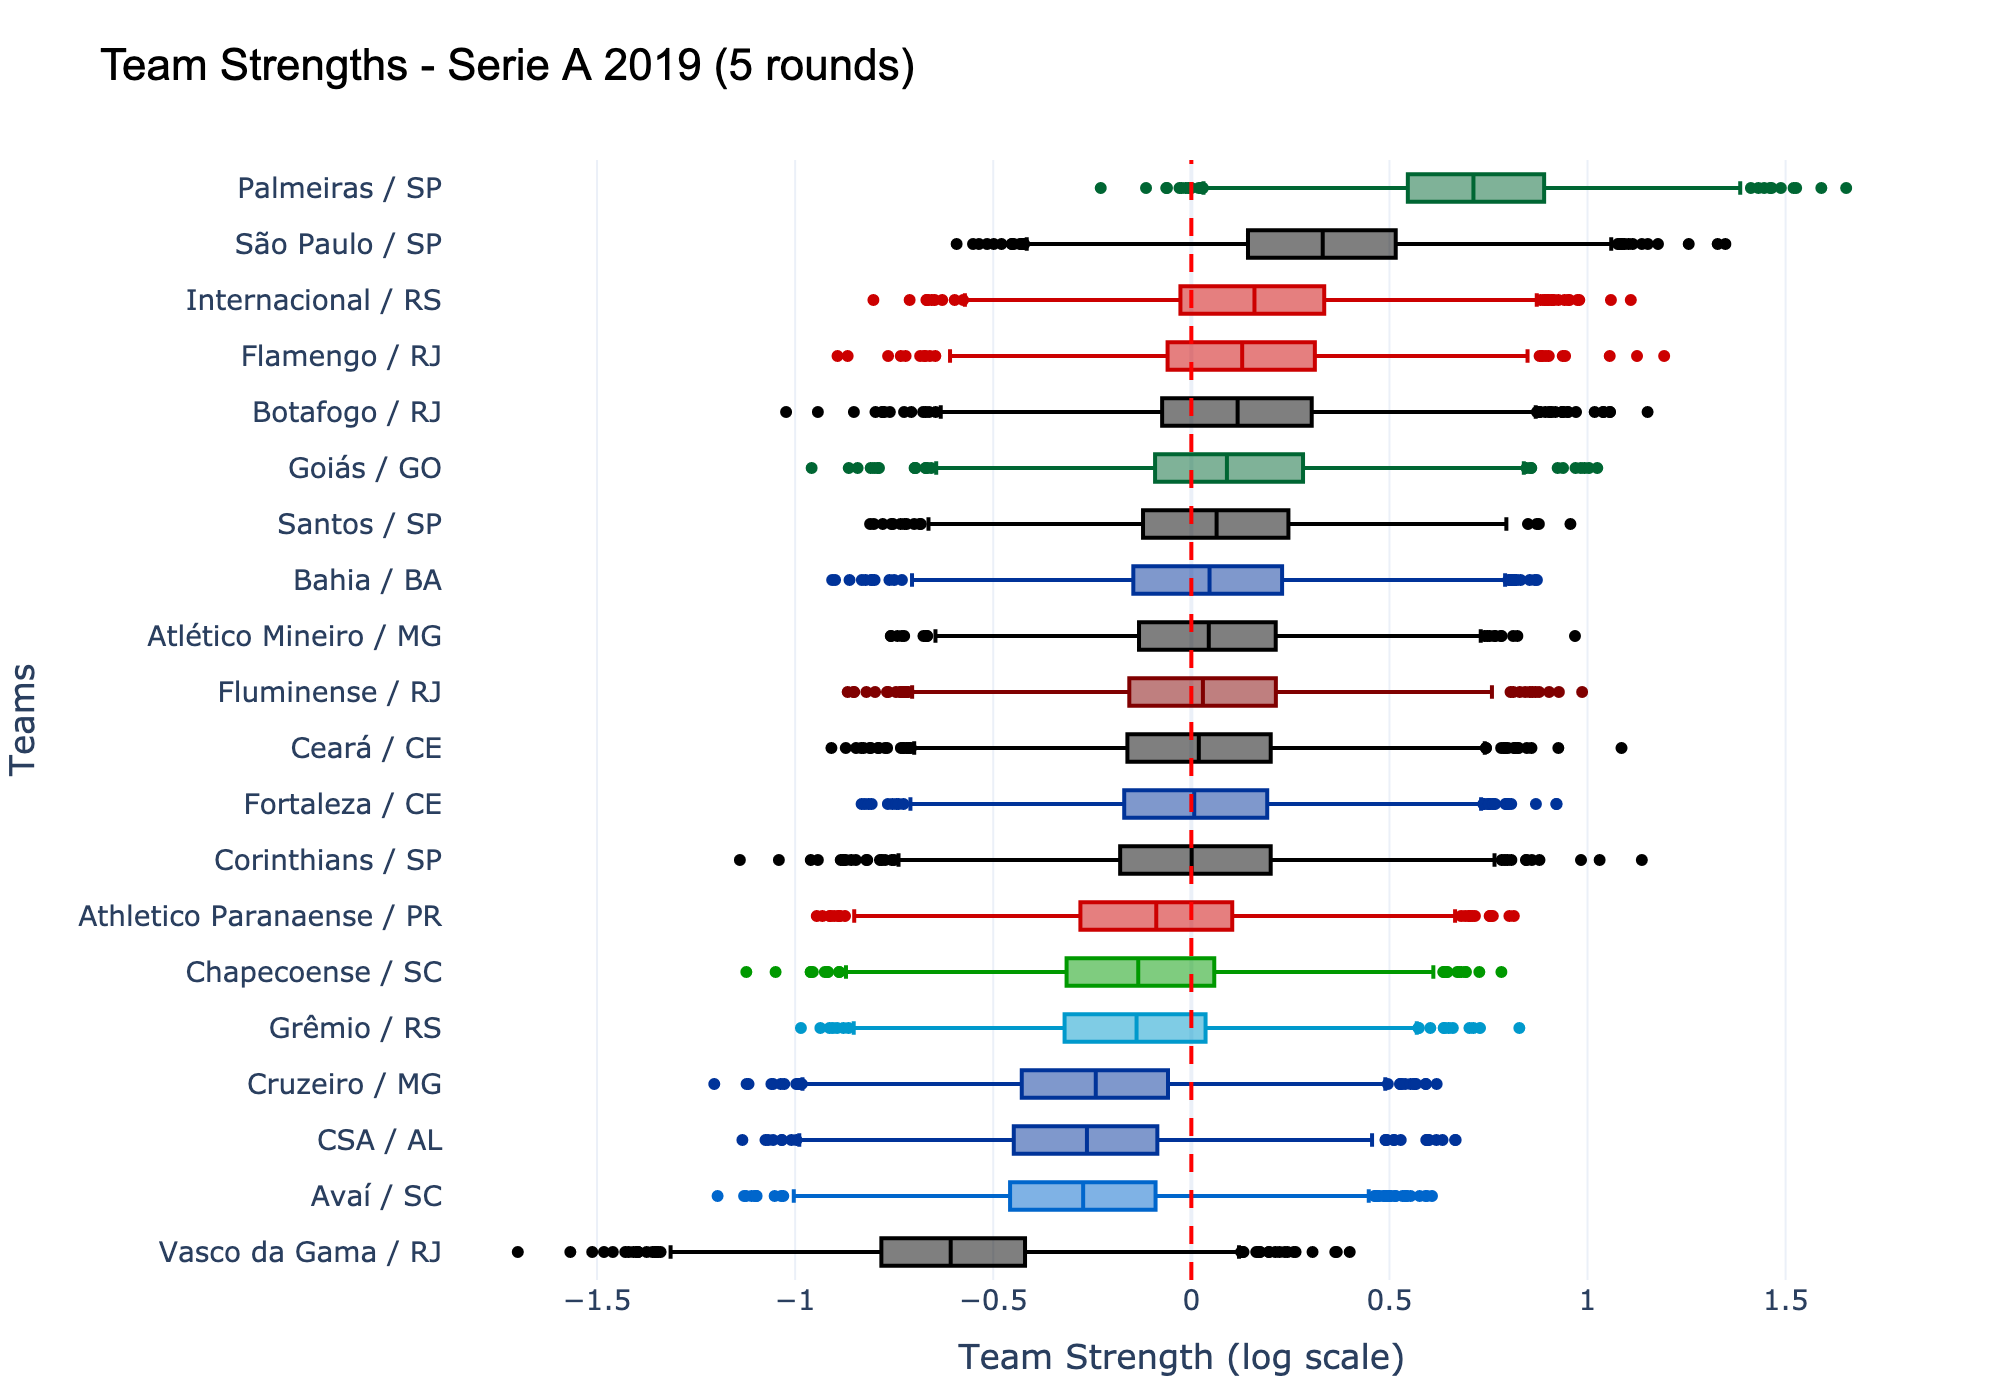 Team Strengths - Serie A 2019 (5 rounds)
Palmeiras / SP
São Paulo / SP
Internacional / RS
Flamengo / RJ
Botafogo / RJ
Goiás / GO
Santos / SP
Bahia / BA
Atlético Mineiro / MG
Fluminense / RJ
Ceará / CE
Fortaleza / CE
Corinthians / SP
Athletico Paranaense / PR
Chapecoense / SC
Grêmio / RS
Cruzeiro / MG
CSA / AL
Avaí / SC
Vasco da Gama / RJ
Teams
−1.5 −1 −0.5 0 0.5 1 1.5
Team Strength (log scale)